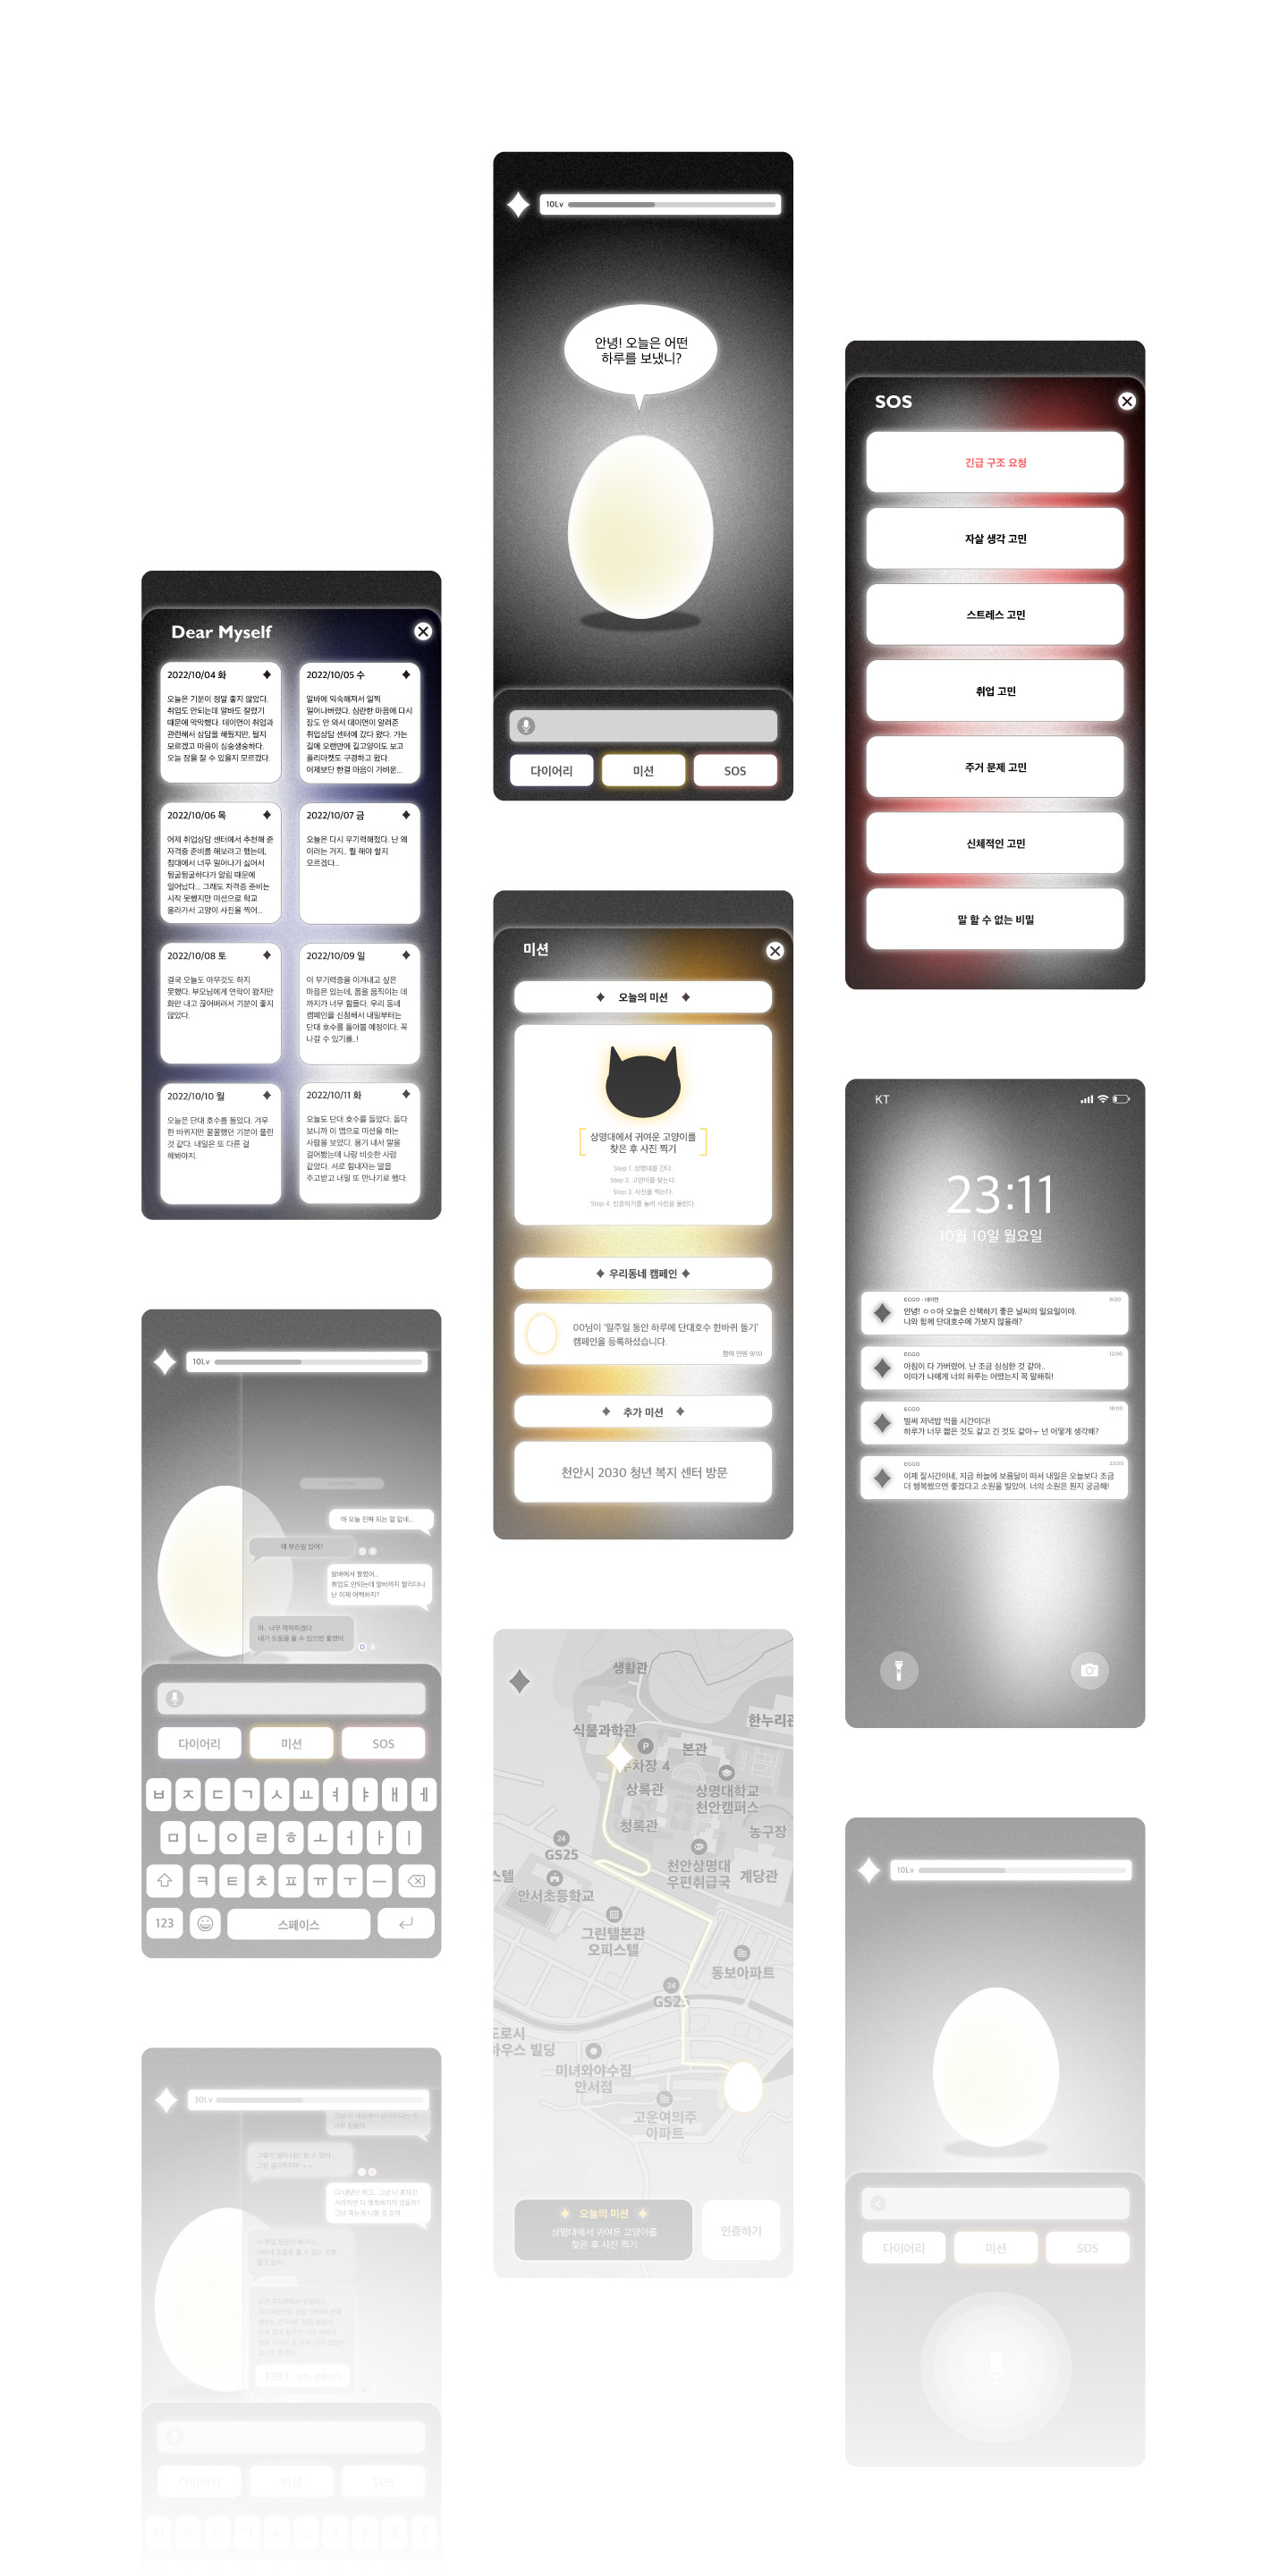 10Lv
안녕! 오늘은 어떤
하루를 보냈니?
다이어리
미션
SOS
SOS
긴급 구조 요청
자살 생각 고민
스트레스 고민
취업 고민
주거 문제 고민
신체적인 고민
말 할 수 없는 비밀
Dear Myself
2022/10/04 화
오늘은 기분이 정말 좋지 않았다.
취업도 안되는데 알바도 잘렸기
때문에 막막했다. 데이먼이 취업과
관련해서 상담을 해줬지만, 뭔지
모르겠고 마음이 싱숭생숭하다.
오늘 잠을 잘 수 있을지 모르겠다.
2022/10/05 수
알바에 익숙해져서 일찍
일어나버렸다. 심란한 마음에 다시
잠도 안 와서 데이먼이 알려준
취업상담 센터에 갔다 왔다. 가는
길에 오랜만에 길고양이도 보고
플리마켓도 구경하고 왔다.
어제보단 한결 마음이 가벼운...
2022/10/06 목
어제 취업상담 센터에서 추천해 준
자격증 준비를 해보려고 했는데,
침대에서 너무 일어나기 싫어서
뒹굴뒹굴하다가 알림 때문에
일어났다... 그래도 자격증 준비는
시작 못했지만 미션으로 학교
올라가서 고양이 사진을 찍어...
2022/10/07 금
오늘은 다시 무기력해졌다. 난 왜
이러는 거지.. 뭘 해야 할지
모르겠다...
2022/10/08 토
결국 오늘도 아무것도 하지
못했다. 부모님에게 연락이 왔지만
화만 내고 끊어버려서 기분이 좋지
않았다.
2022/10/09 일
이 무기력증을 이겨내고 싶은
마음은 있는데, 몸을 움직이는 데
까지가 너무 힘들다. 우리 동네
캠페인을 신청해서 내일부터는
단대 호수를 돌아볼 예정이다. 꼭
나갈 수 있기를..!
2022/10/10 월
오늘은 단대 호수를 돌았다. 겨우
한 바퀴지만 꿀꿀했던 기분이 풀린
것 같다. 내일은 또 다른 걸
해봐야지.
2022/10/11 화
오늘도 단대 호수를 돌았다. 돌다
보니까 이 앱으로 미션을 하는
사람을 보았다. 용기 내서 말을
걸어봤는데 나랑 비슷한 사람
같았다. 서로 힘내자는 말을
주고받고 내일 또 만나기로 했다.
미션
오늘의 미션
상명대에서 귀여운 고양이를
찾은 후 사진 찍기
Step 1. 상명대를 간다.
Step 2. 고양이를 찾는다.
Step 3. 사진을 찍는다.
Step 4. 인증하기를 눌러 사진을 올린다.
우리동네 캠페인
00님이 '일주일 동안 하루에 단대호수 한바퀴 돌기'
캠페인을 등록하셨습니다.
참여 인원 9/10
추가 미션
천안시 2030 청년 복지 센터 방문
KT
23:11
10월 10일 월요일
EGGO · 데이먼
8:00
안녕! ㅇㅇ아 오늘은 산책하기 좋은 날씨의 일요일이야.
나와 함께 단대호수에 가보지 않을래?
EGGO
12:00
아침이 다 가버렸어. 난 조금 심심한 것 같아..
이따가 나에게 너의 하루는 어땠는지 꼭 말해줘!
EGGO
18:00
벌써 저녁밥 먹을 시간이다!
하루가 너무 짧은 것도 같고 긴 것도 같아ㅜ 넌 어떻게 생각해?
EGGO
23:00
이제 잘시간이네, 지금 하늘에 보름달이 떠서 내일은 오늘보다 조금
더 행복했으면 좋겠다고 소원을 빌었어. 너의 소원은 뭔지 궁금해!
10Lv
아 오늘 진짜 되는 일 없네...
왜 무슨일 있어?
알바에서 짤렸어...
취업도 안되는데 알바까지 짤리다니
난 이제 어떡하지?
아.. 너무 막막하겠다.
내가 도움을 줄 수 있으면 좋겠어
다이어리
미션
SOS
ㅂ ㅈ ㄷ ㄱ ㅅ ㅛ ㅕ ㅑ ㅐ ㅔ
ㅁ ㄴ ㅇ ㄹ ㅎ ㅗ ㅓ ㅏ ㅣ
ㅋ ㅌ ㅊ ㅍ ㅠ ㅜ ㅡ
123
스페이스
생활관
한누리관
식물과학관
P
본관
주차장 4
상록관
상명대학교
천안캠퍼스
청록관
농구장
24
GS25
천안상명대
우편취급국
계당관
스텔
안서초등학교
그린텔본관
오피스텔
동보아파트
24
GS25
도로시
하우스 빌딩
미녀와야수집
안서점
고운여의주
아파트
오늘의 미션
상명대에서 귀여운 고양이를
찾은 후 사진 찍기
인증하기
10Lv
다이어리
미션
SOS
30Lv
1393
다이어리
미션
SOS